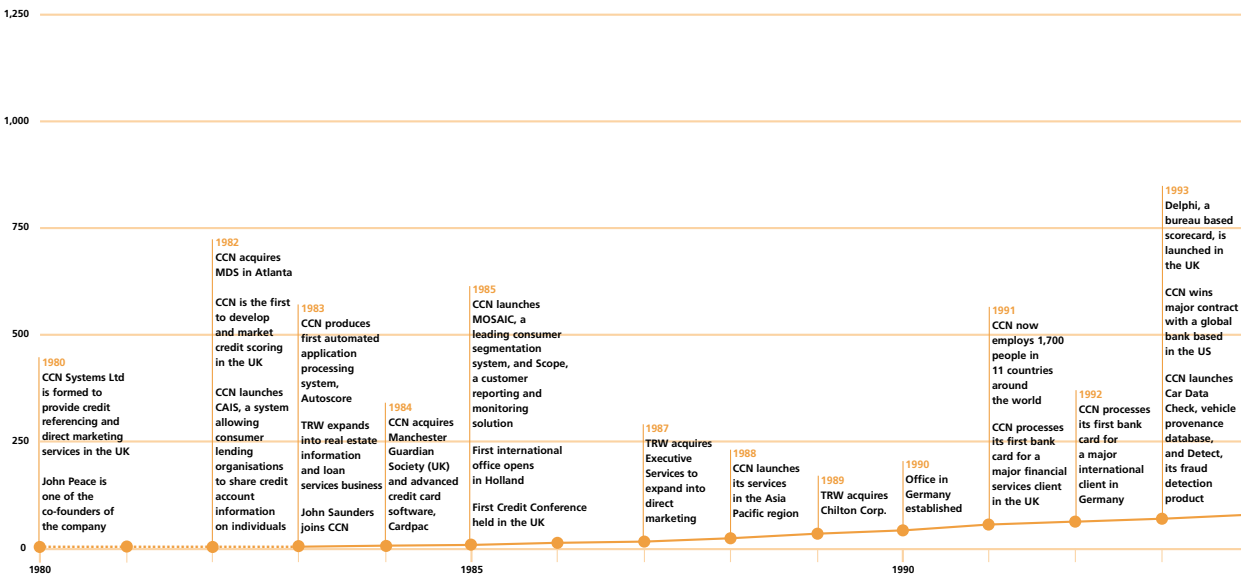 1,250
1,000
750
500
250
0
1980
CCN Systems Ltd
is formed to
provide credit
referencing and
direct marketing
services in the UK
John Peace is
one of the
co-founders of
the company
1982
CCN acquires
MDS in Atlanta
CCN is the first
to develop
and market
credit scoring
in the UK
CCN launches
CAIS, a system
allowing
consumer
lending
organisations
to share credit
account
information
on individuals
1983
CCN produces
first automated
application
processing
system,
Autoscore
TRW expands
into real estate
information
and loan
services business
John Saunders
joins CCN
1984
CCN acquires
Manchester
Guardian
Society (UK)
and advanced
credit card
software,
Cardpac
1985
CCN launches
MOSAIC, a
leading consumer
segmentation
system, and Scope,
a customer
reporting and
monitoring
solution
First international
office opens
in Holland
First Credit Conference
held in the UK
1987
TRW acquires
Executive
Services to
expand into
direct
marketing
1988
CCN launches
its services
in the Asia
Pacific region
1989
TRW acquires
Chilton Corp.
1990
Office in
Germany
established
1991
CCN now
employs 1,700
people in
11 countries
around
the world
CCN processes
its first bank
card for a
major financial
services client
in the UK
1992
CCN processes
its first bank
card for
a major
international
client in
Germany
1993
Delphi, a
bureau based
scorecard, is
launched in
the UK
CCN wins
major contract
with a global
bank based
in the US
CCN launches
Car Data
Check, vehicle
provenance
database,
and Detect,
its fraud
detection
product
1980
1985
1990